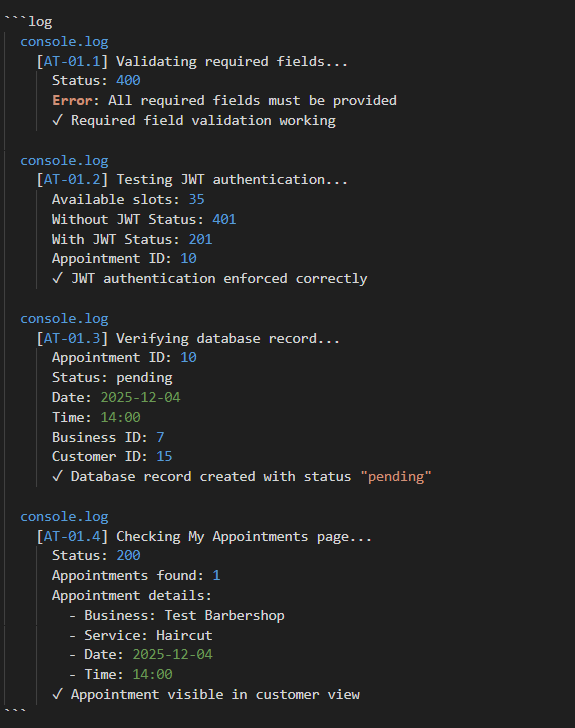 ```log
console.log
[AT-01.1] Validating required fields...
Status: 400
Error: All required fields must be provided
✓ Required field validation working
console.log
[AT-01.2] Testing JWT authentication...
Available slots: 35
Without JWT Status: 401
With JWT Status: 201
Appointment ID: 10
✓ JWT authentication enforced correctly
console.log
[AT-01.3] Verifying database record...
Appointment ID: 10
Status: pending
Date: 2025-12-04
Time: 14:00
Business ID: 7
Customer ID: 15
✓ Database record created with status "pending"
console.log
[AT-01.4] Checking My Appointments page...
Status: 200
Appointments found: 1
Appointment details:
- Business: Test Barbershop
- Service: Haircut
- Date: 2025-12-04
- Time: 14:00
✓ Appointment visible in customer view
```